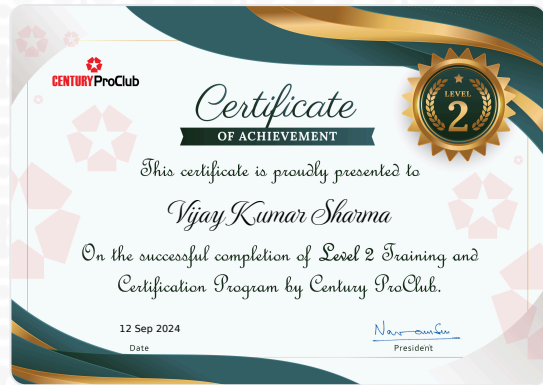 CENTURY ProClub
Certificate
OF ACHIEVEMENT
LEVEL
2
This certificate is proudly presented to
Vijay Kumar Sharma
On the successful completion of Level 2 Training and
Certification Program by Century ProClub.
12 Sep 2024
Date
President